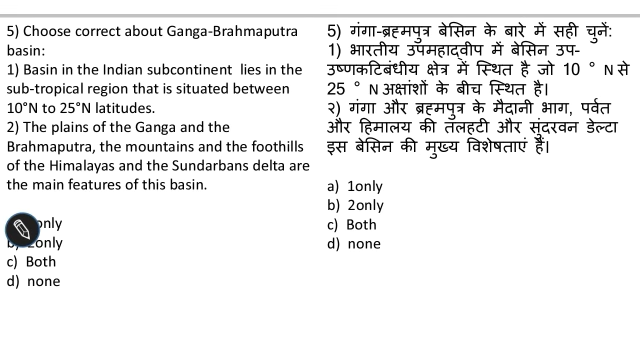 5) Choose correct about Ganga-Brahmaputra
basin:
1) Basin in the Indian subcontinent lies in the
sub-tropical region that is situated between
10°N to 25°N latitudes.
2) The plains of the Ganga and the
Brahmaputra, the mountains and the foothills
of the Himalayas and the Sundarbans delta are
the main features of this basin.
only
only
c) Both
d) none
5) गंगा-ब्रह्मपुत्र बेसिन के बारे में सही चुनें:
1) भारतीय उपमहाद्वीप में बेसिन उप-
उष्णकटिबंधीय क्षेत्र में स्थित है जो 10 ° N से
25 ° N अक्षांशों के बीच स्थित है।
२) गंगा और ब्रह्मपुत्र के मैदानी भाग, पर्वत
और हिमालय की तलहटी और सुंदरवन डेल्टा
इस बेसिन की मुख्य विशेषताएं हैं।
a) 1only
b) 2only
c) Both
d) none